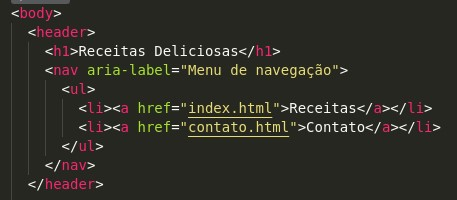 <body>
<header>
<h1>Receitas Deliciosas</h1>
<nav aria-label="Menu de navegação">
<ul>
<li><a href="index.html">Receitas</a></li>
<li><a href="contato.html">Contato</a></li>
</ul>
</nav>
</header>